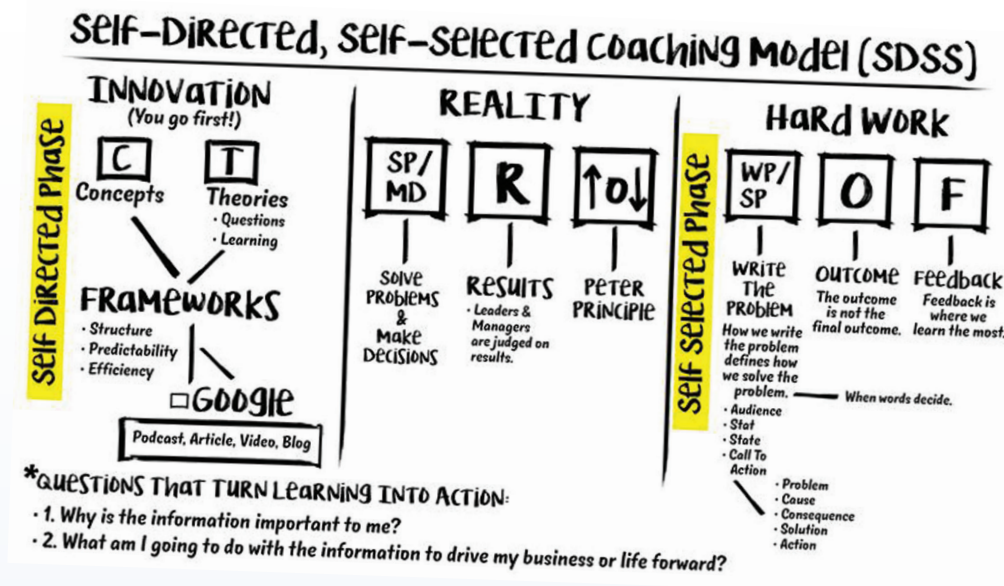 Self-Directed, Self-Selected Coaching Model (SDSS)
INNOVATION
(You go first!)
Self Directed Phase
C
Concepts
T
Theories
· Questions
· Learning
FRAMEWORKS
· Structure
· Predictability
· Efficiency
□Google
Podcast, Article, Video, Blog
REALITY
SP/
MD
SOLVE
PROBLEMS
&
MAKE
DECISIONS
R
RESULTS
· Leaders &
Managers
are judged on
results.
↑o↓
PETER
PRINCIPLE
HARD WORK
Self Selected Phase
WP/
SP
WRITE
THE
PROBLEM
How we write
the problem
defines how
we solve the
problem.
When words decide.
· Audience
· Stat
· State
· Call To
Action
· Problem
· Cause
· Consequence
· Solution
· Action
O
OUTCOME
The outcome
is not the
final outcome.
F
Feedback
Feedback is
where we
learn the most.
*QUESTIONS THAT TURN LEARNING INTO ACTION:
· 1. Why is the information important to me?
· 2. What am I going to do with the information to drive my business or life forward?